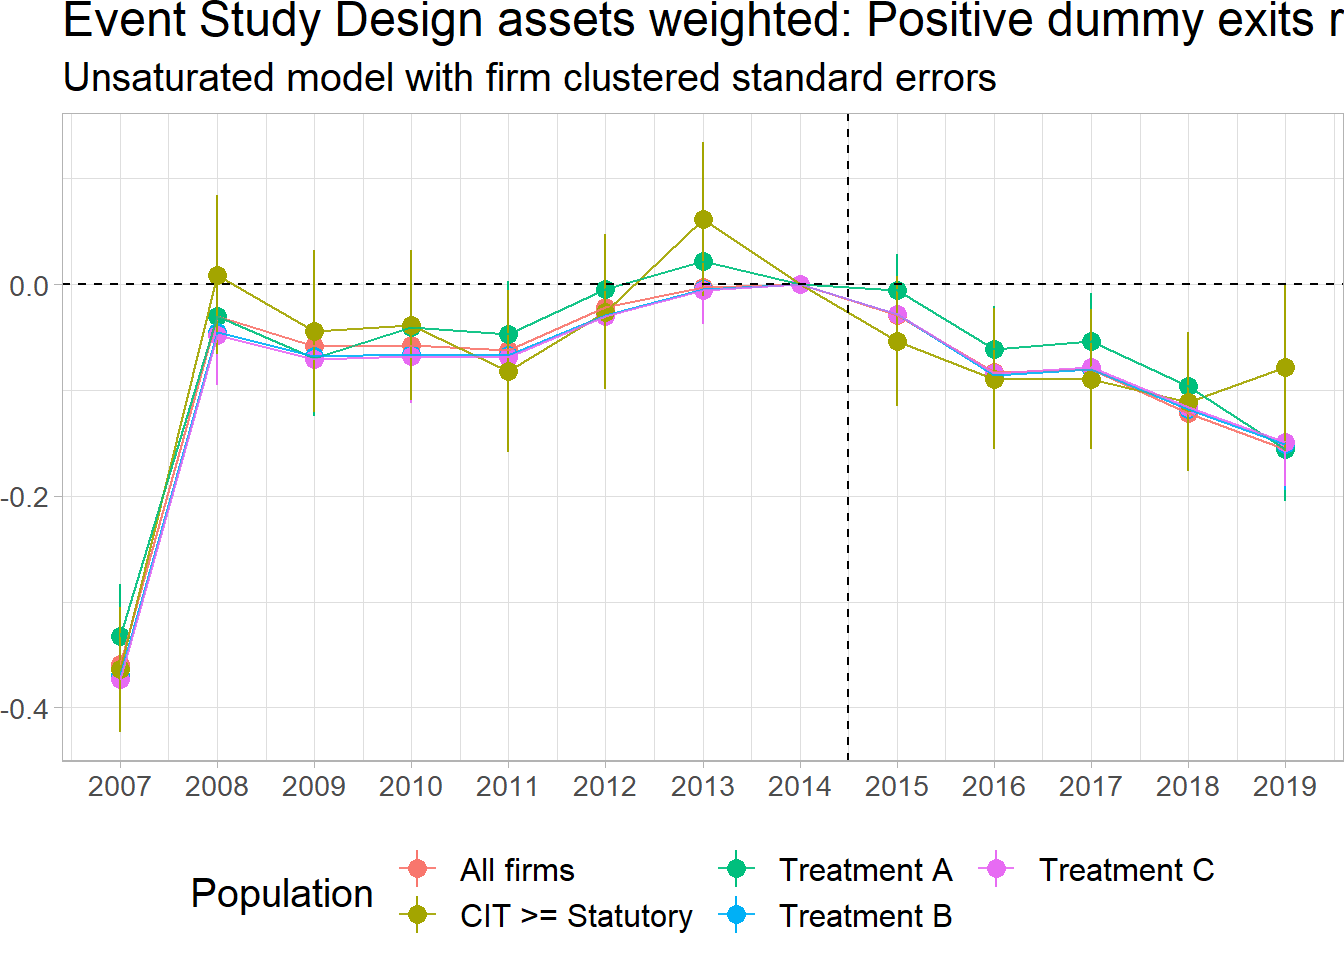 Event Study Design assets weighted: Positive dummy exits
Unsaturated model with firm clustered standard errors
0.0
-0.2
-0.4
2007 2008 2009 2010 2011 2012 2013 2014 2015 2016 2017 2018 2019
Population
All firms Treatment A Treatment C
CIT >= Statutory Treatment B